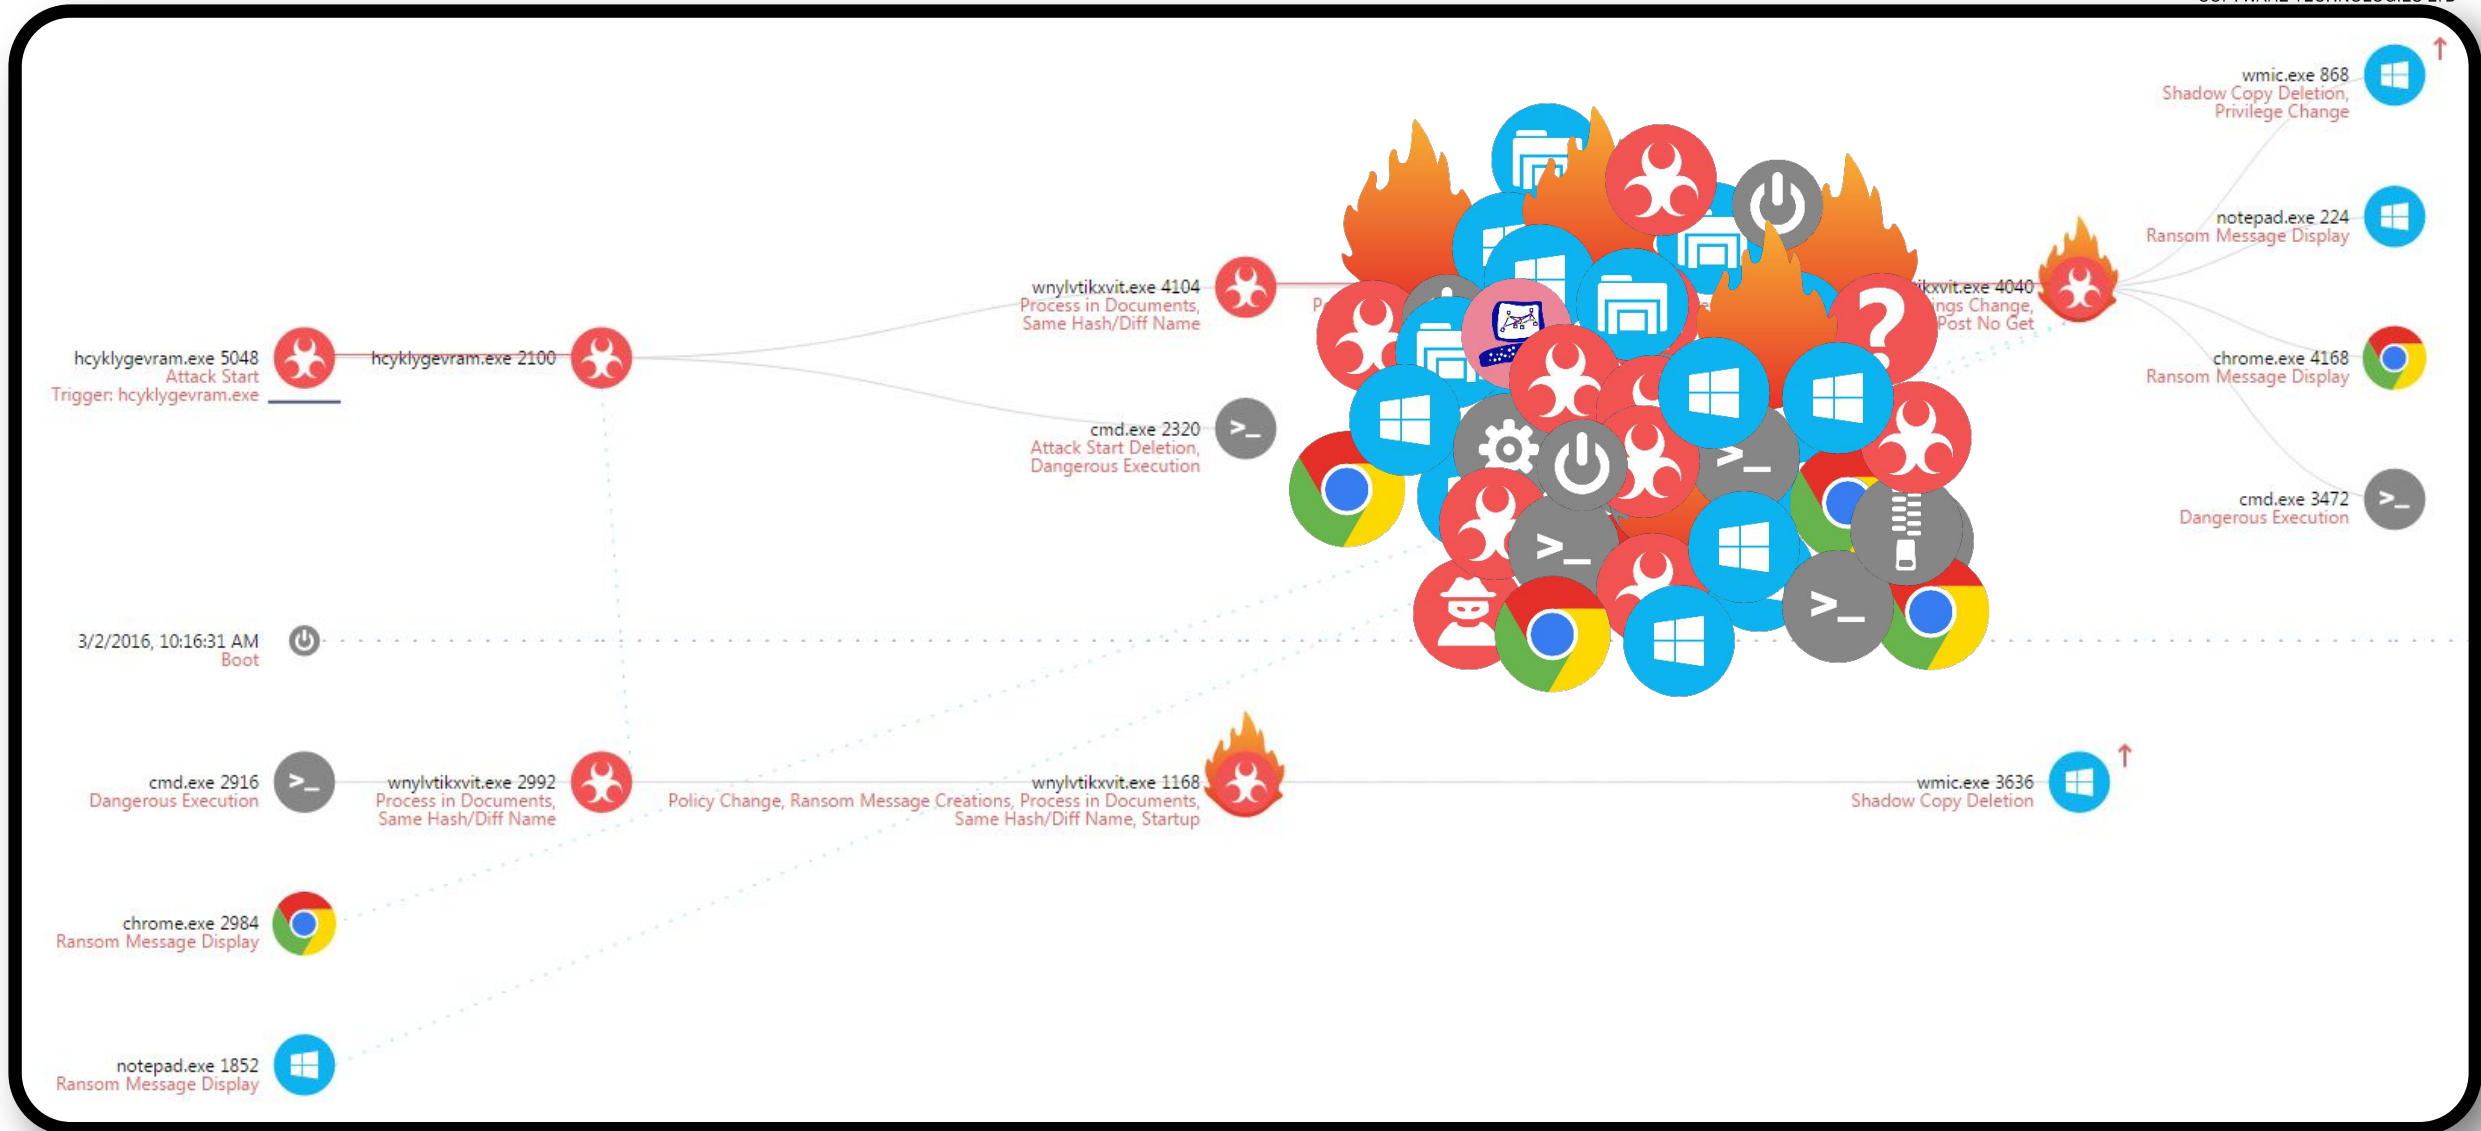 wmic.exe 868
Shadow Copy Deletion,
Privilege Change
notepad.exe 224
Ransom Message Display
wnylvtikxvit.exe 4104
Process in Documents,
Same Hash/Diff Name
ikxvit.exe 4040
ings Change,
Post No Get
hcyklygevram.exe 5048
Attack Start
Trigger: hcyklygevram.exe
hcyklygevram.exe 2100
chrome.exe 4168
Ransom Message Display
cmd.exe 2320
Attack Start Deletion,
Dangerous Execution
cmd.exe 3472
Dangerous Execution
3/2/2016, 10:16:31 AM
Boot
cmd.exe 2916
Dangerous Execution
wnylvtikxvit.exe 2992
Process in Documents,
Same Hash/Diff Name
wnylvtikxvit.exe 1168
Policy Change, Ransom Message Creations, Process in Documents,
Same Hash/Diff Name, Startup
wmic.exe 3636
Shadow Copy Deletion
chrome.exe 2984
Ransom Message Display
notepad.exe 1852
Ransom Message Display